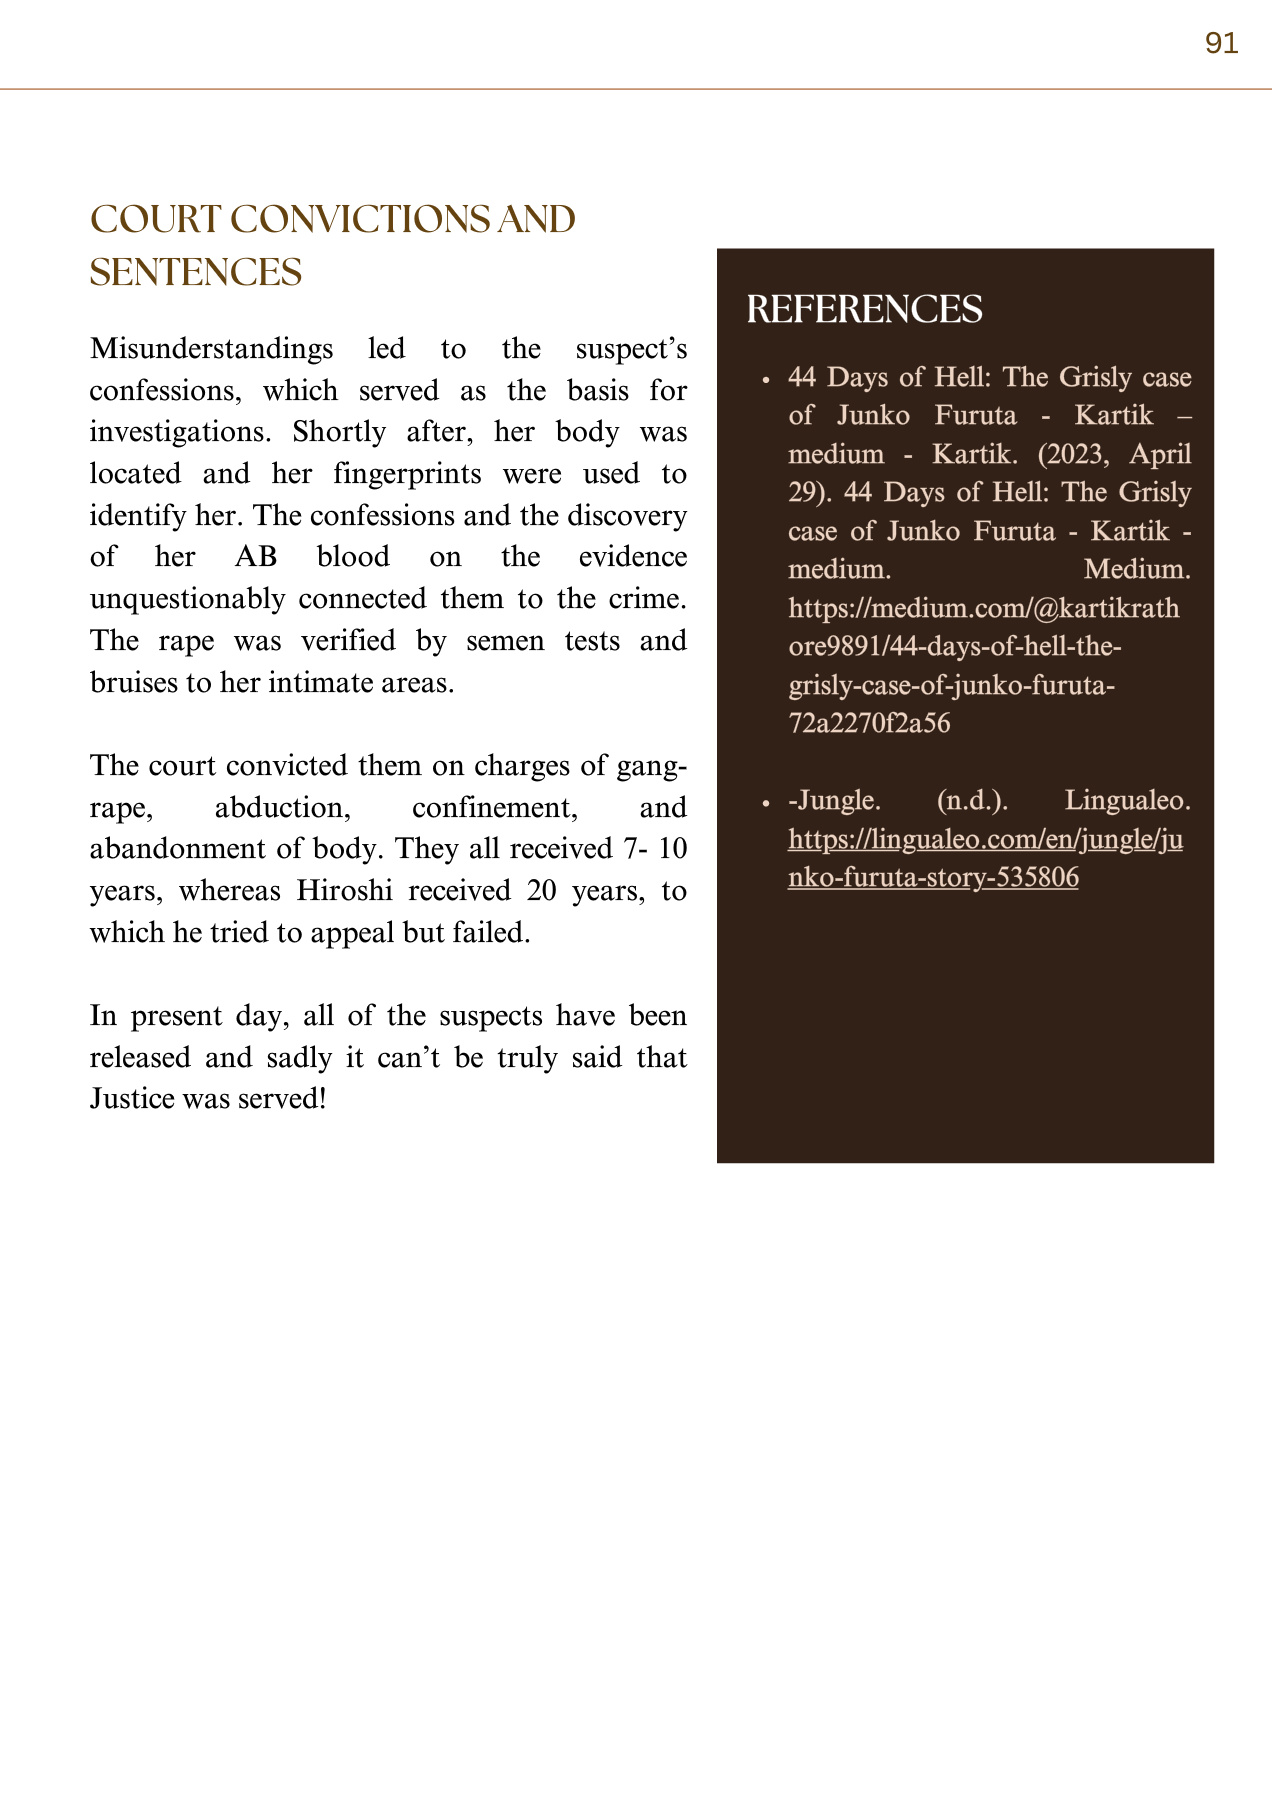 91
COURT CONVICTIONS AND
SENTENCES
Misunderstandings led to the suspect’s
confessions, which served as the basis for
investigations. Shortly after, her body was
located and her fingerprints were used to
identify her. The confessions and the discovery
of her AB blood on the evidence
unquestionably connected them to the crime.
The rape was verified by semen tests and
bruises to her intimate areas.
The court convicted them on charges of gang-
rape, abduction, confinement, and
abandonment of body. They all received 7- 10
years, whereas Hiroshi received 20 years, to
which he tried to appeal but failed.
In present day, all of the suspects have been
released and sadly it can’t be truly said that
Justice was served!
REFERENCES
• 44 Days of Hell: The Grisly case
of Junko Furuta - Kartik –
medium - Kartik. (2023, April
29). 44 Days of Hell: The Grisly
case of Junko Furuta - Kartik -
medium. Medium.
https://medium.com/@kartikrath
ore9891/44-days-of-hell-the-
grisly-case-of-junko-furuta-
72a2270f2a56
• -Jungle. (n.d.). Lingualeo.
https://lingualeo.com/en/jungle/ju
nko-furuta-story-535806